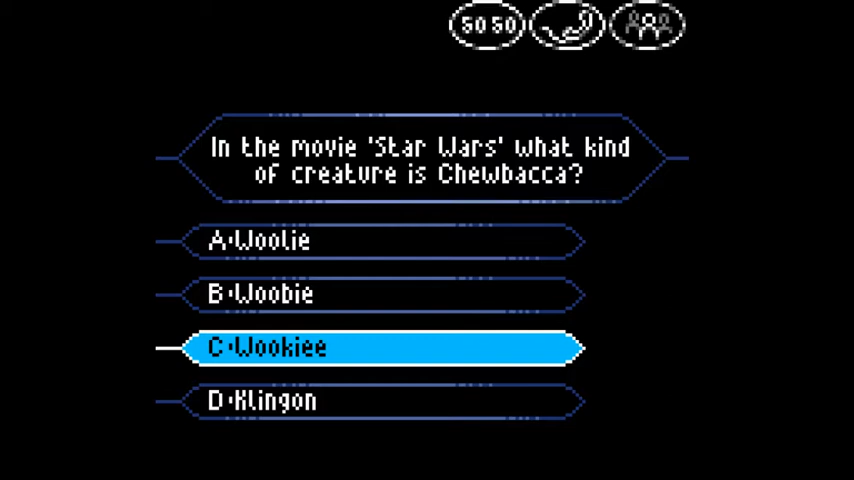 50 50
In the movie 'Star Wars' what kind
of creature is Chewbacca?
A•Woolie
B•Woobie
C•Wookiee
D•Klingon